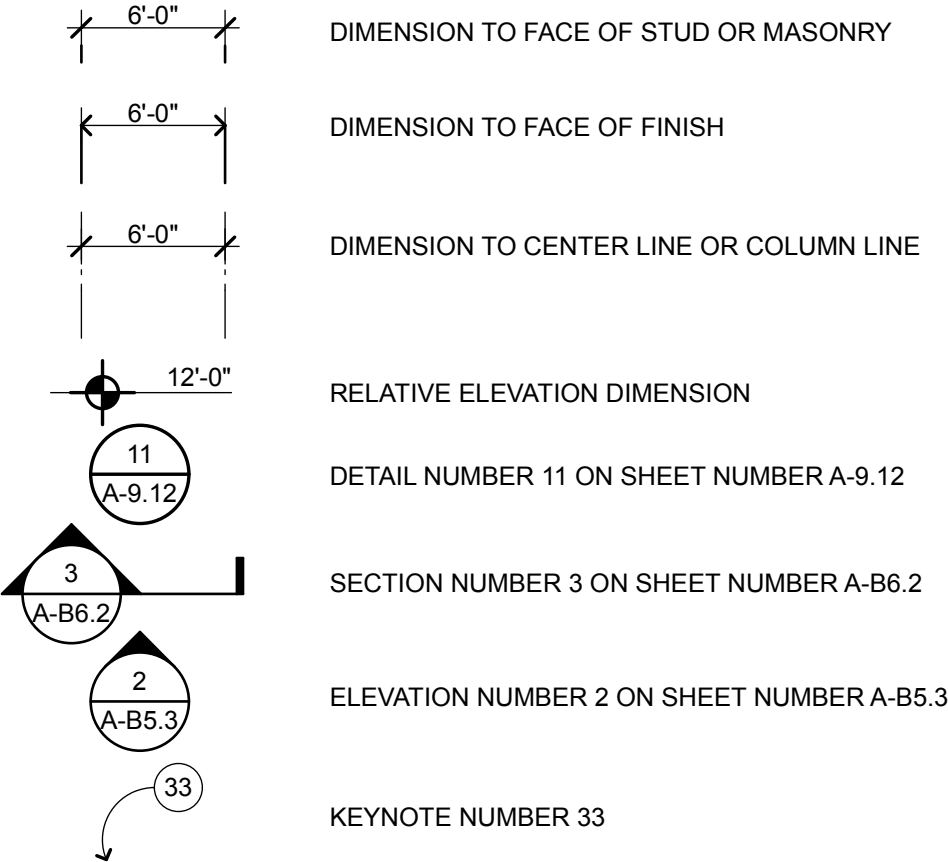 6'-0" DIMENSION TO FACE OF STUD OR MASONRY
6'-0" DIMENSION TO FACE OF FINISH
6'-0" DIMENSION TO CENTER LINE OR COLUMN LINE
12'-0" RELATIVE ELEVATION DIMENSION
11
A-9.12
DETAIL NUMBER 11 ON SHEET NUMBER A-9.12
3
A-B6.2
SECTION NUMBER 3 ON SHEET NUMBER A-B6.2
2
A-B5.3
ELEVATION NUMBER 2 ON SHEET NUMBER A-B5.3
33
KEYNOTE NUMBER 33